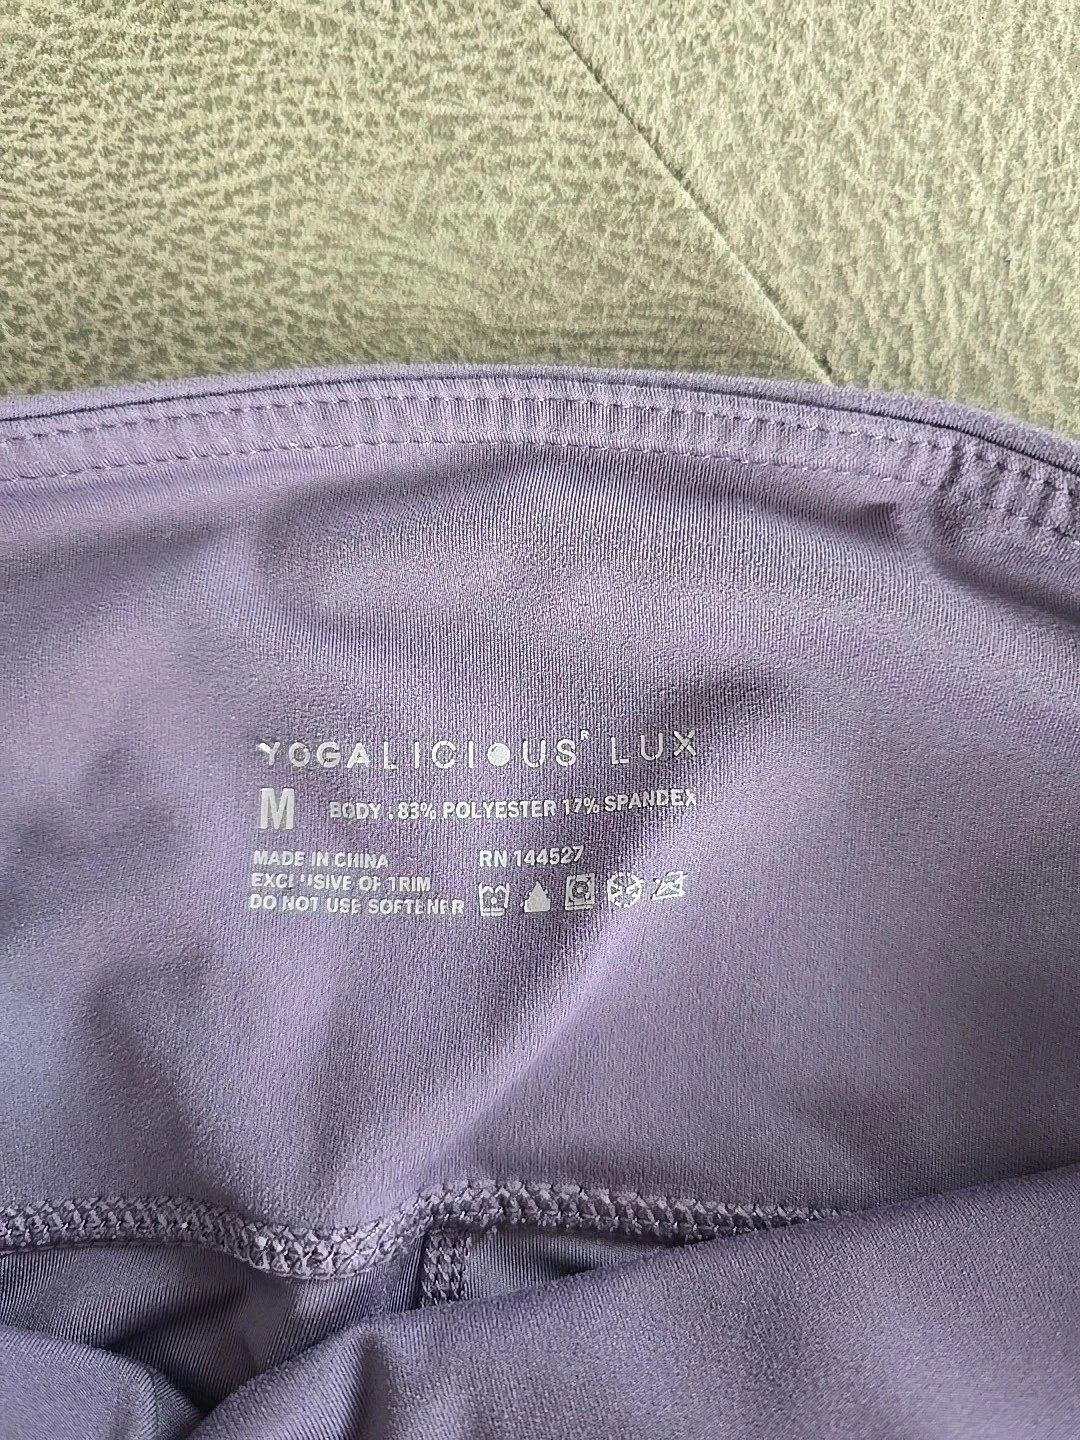 YOGALICIOUS® LUX
M BODY : 83% POLYESTER 17% SPANDEX
MADE IN CHINA RN 144527
EXCLUSIVE OF TRIM
DO NOT USE SOFTENER